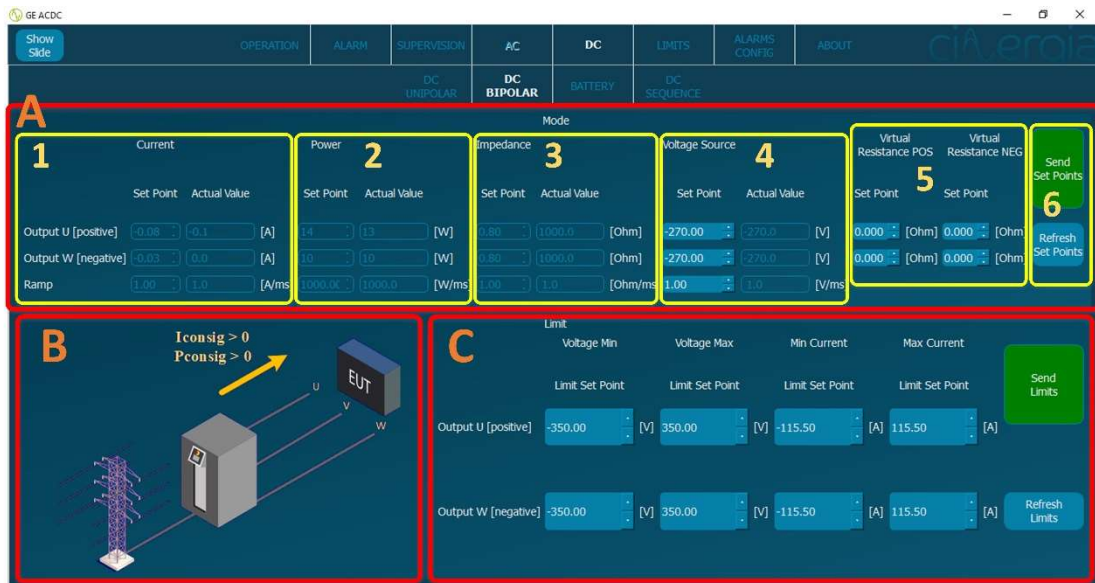 GE ACDC
Show Slide
OPERATION ALARM SUPERVISION AC DC LIMITS ALARMS CONFIG ABOUT
cinergia
DC UNIPOLAR DC BIPOLAR BATTERY DC SEQUENCE
A
Mode
1 Current Power 2 Impedance 3 Voltage Source 4 Virtual Resistance POS Virtual Resistance NEG 5
Send Set Points
6
Set Point Actual Value Set Point Actual Value Set Point Actual Value Set Point Actual Value Set Point Set Point
Output U [positive] -0.08 -0.1 [A] 14 13 [W] 0.80 1000.0 [Ohm] -270.00 -270.0 [V] 0.000 [Ohm] 0.000 [Ohm]
Output W [negative] -0.03 0.0 [A] 10 10 [W] 0.80 1000.0 [Ohm] -270.00 -270.0 [V] 0.000 [Ohm] 0.000 [Ohm]
Refresh Set Points
Ramp 1.00 1.0 [A/ms] 1000.0( 1000.0 [W/ms] 1.00 1.0 [Ohm/ms] 1.00 1.0 [V/ms]
B
Iconsig > 0
Pconsig > 0
EUT
U
V
W
C
Limit
Voltage Min Voltage Max Min Current Max Current
Limit Set Point Limit Set Point Limit Set Point Limit Set Point
Send Limits
Output U [positive] -350.00 [V] 350.00 [V] -115.50 [A] 115.50 [A]
Output W [negative] -350.00 [V] 350.00 [V] -115.50 [A] 115.50 [A]
Refresh Limits